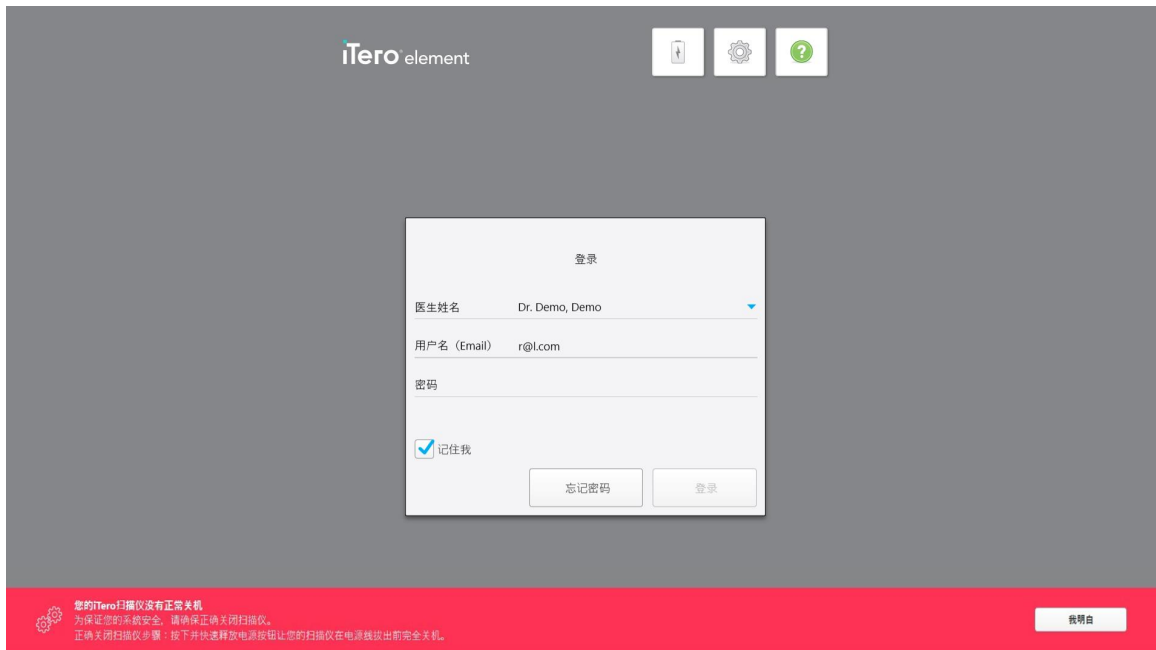 iTero element
?
登录
医生姓名 Dr. Demo, Demo
用户名（Email） r@l.com
密码
记住我
忘记密码
登录
您的iTero扫描仪没有正常关机
为保证您的系统安全，请确保正确关闭扫描仪。
正确关闭扫描仪步骤：按下并快速释放电源按钮让您的扫描仪在电源线拔出前完全关机。
我明白